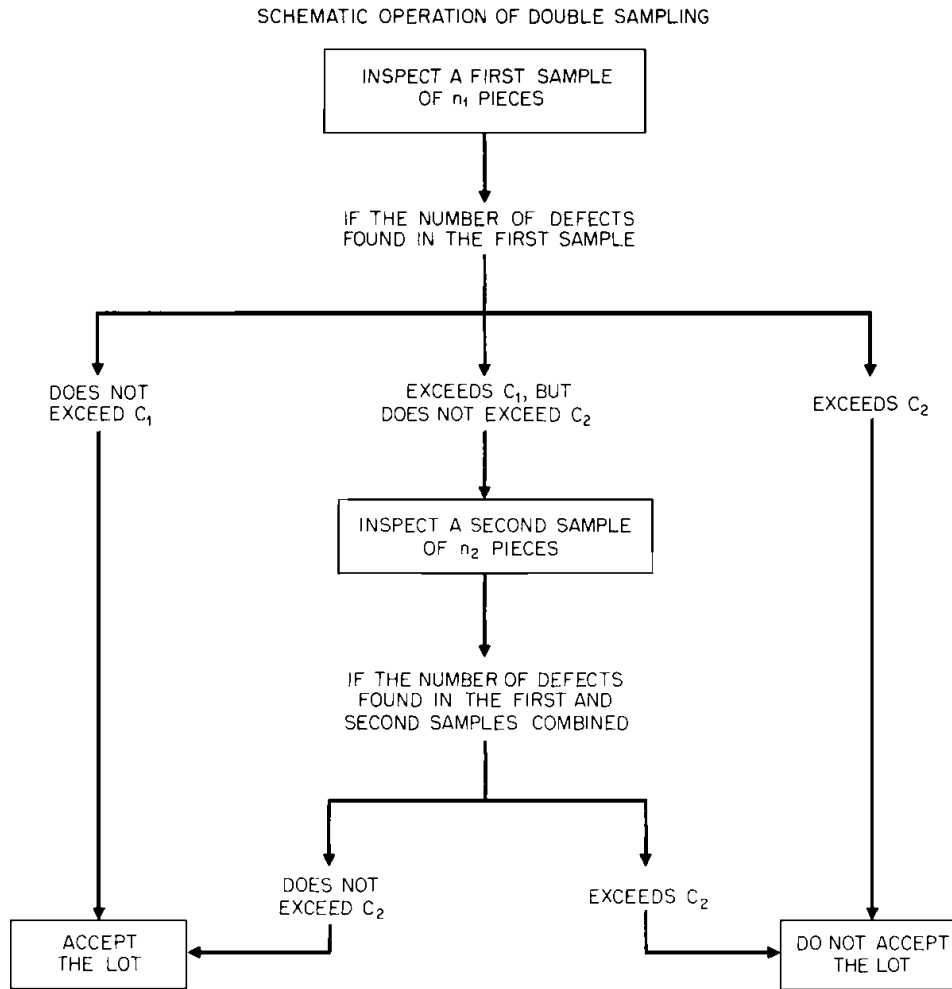 SCHEMATIC OPERATION OF DOUBLE SAMPLING
INSPECT A FIRST SAMPLE
OF n₁ PIECES
IF THE NUMBER OF DEFECTS
FOUND IN THE FIRST SAMPLE
DOES NOT
EXCEED C₁
EXCEEDS C₁, BUT
DOES NOT EXCEED C₂
EXCEEDS C₂
INSPECT A SECOND SAMPLE
OF n₂ PIECES
IF THE NUMBER OF DEFECTS
FOUND IN THE FIRST AND
SECOND SAMPLES COMBINED
DOES NOT
EXCEED C₂
EXCEEDS C₂
ACCEPT
THE LOT
DO NOT ACCEPT
THE LOT